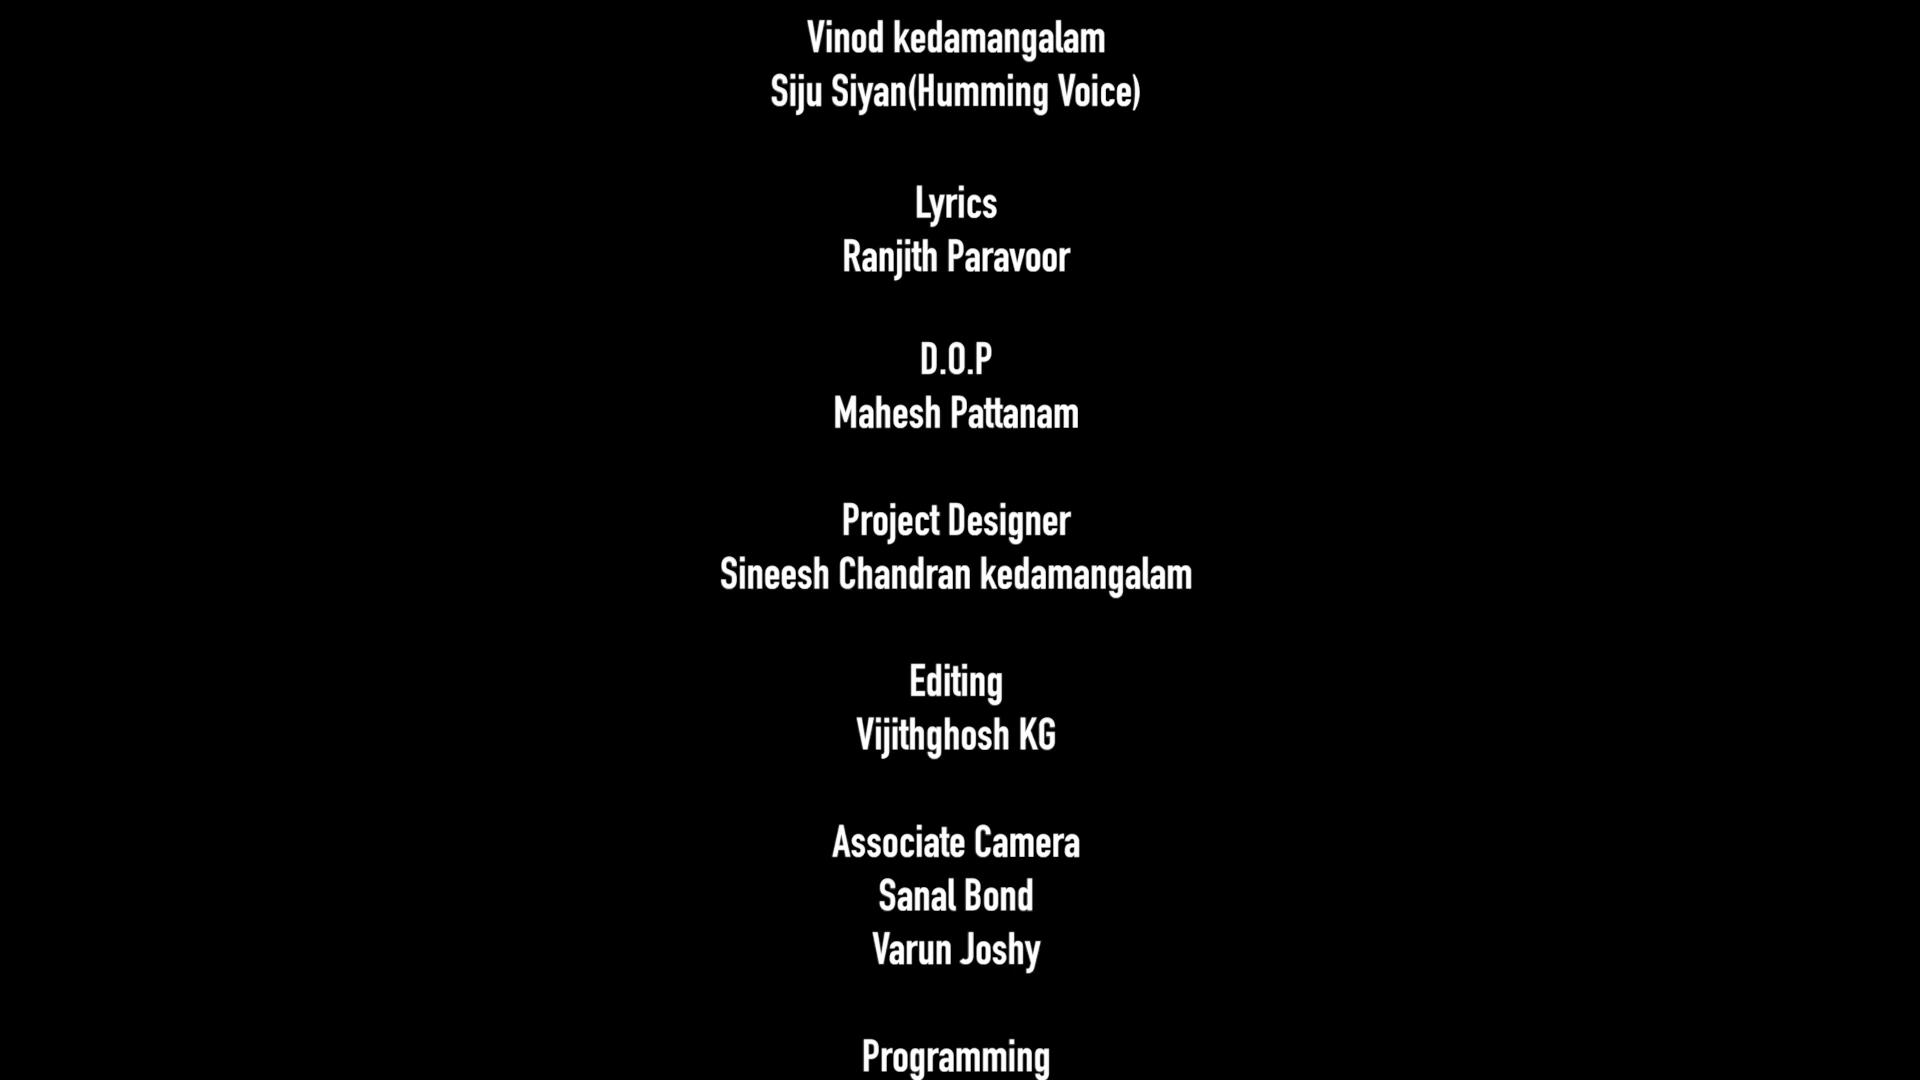 Vinod kedamangalam
Siju Siyan(Humming Voice)
Lyrics
Ranjith Paravoor
D.O.P
Mahesh Pattanam
Project Designer
Sineesh Chandran kedamangalam
Editing
Vijithghosh KG
Associate Camera
Sanal Bond
Varun Joshy
Programming